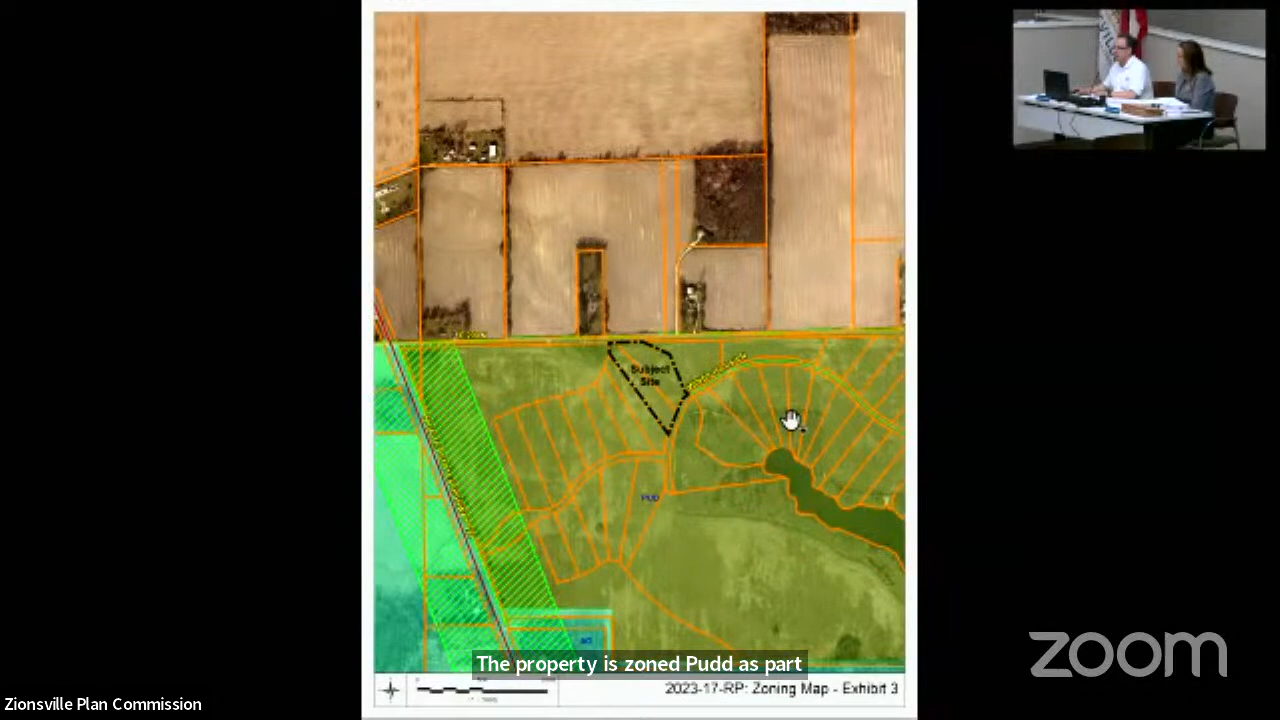 VILL
Subject
Site
PUD
The property is zoned Pudd as part
2023-17-RP: Zoning Map - Exhibit 3
zoom
Zionsville Plan Commission